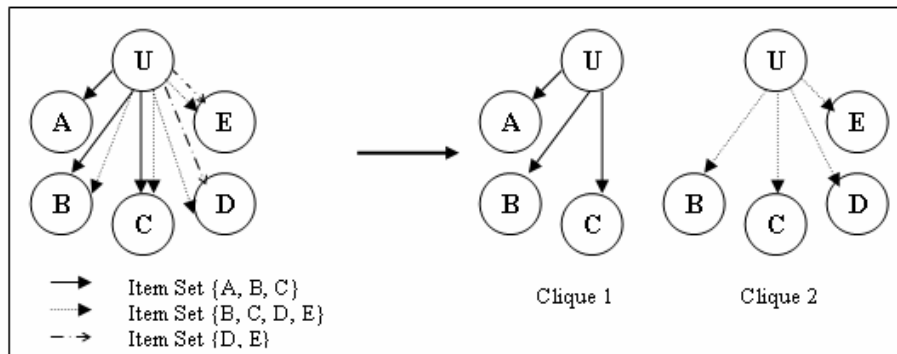 U
A
E
B
D
C
U
A
B
C
U
E
B
D
C
Item Set {A, B, C}
Item Set {B, C, D, E}
Item Set {D, E}
Clique 1
Clique 2